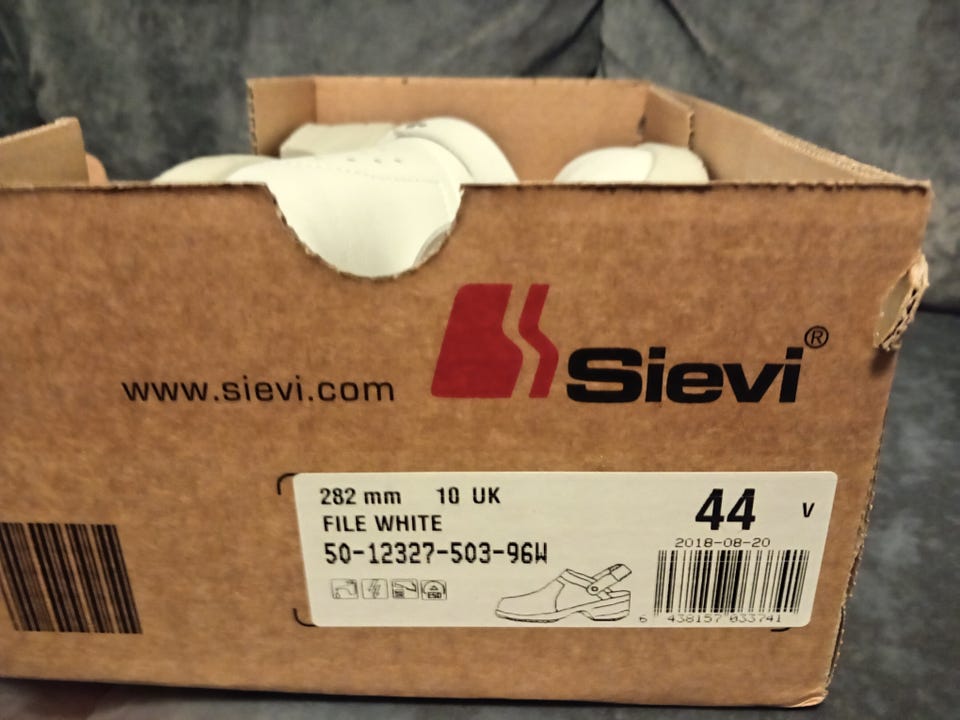 www.sievi.com
Sievi®
282 mm 10 UK
FILE WHITE
50-12327-503-96W
ESD
44 V
2018-08-20
6 438157 033741